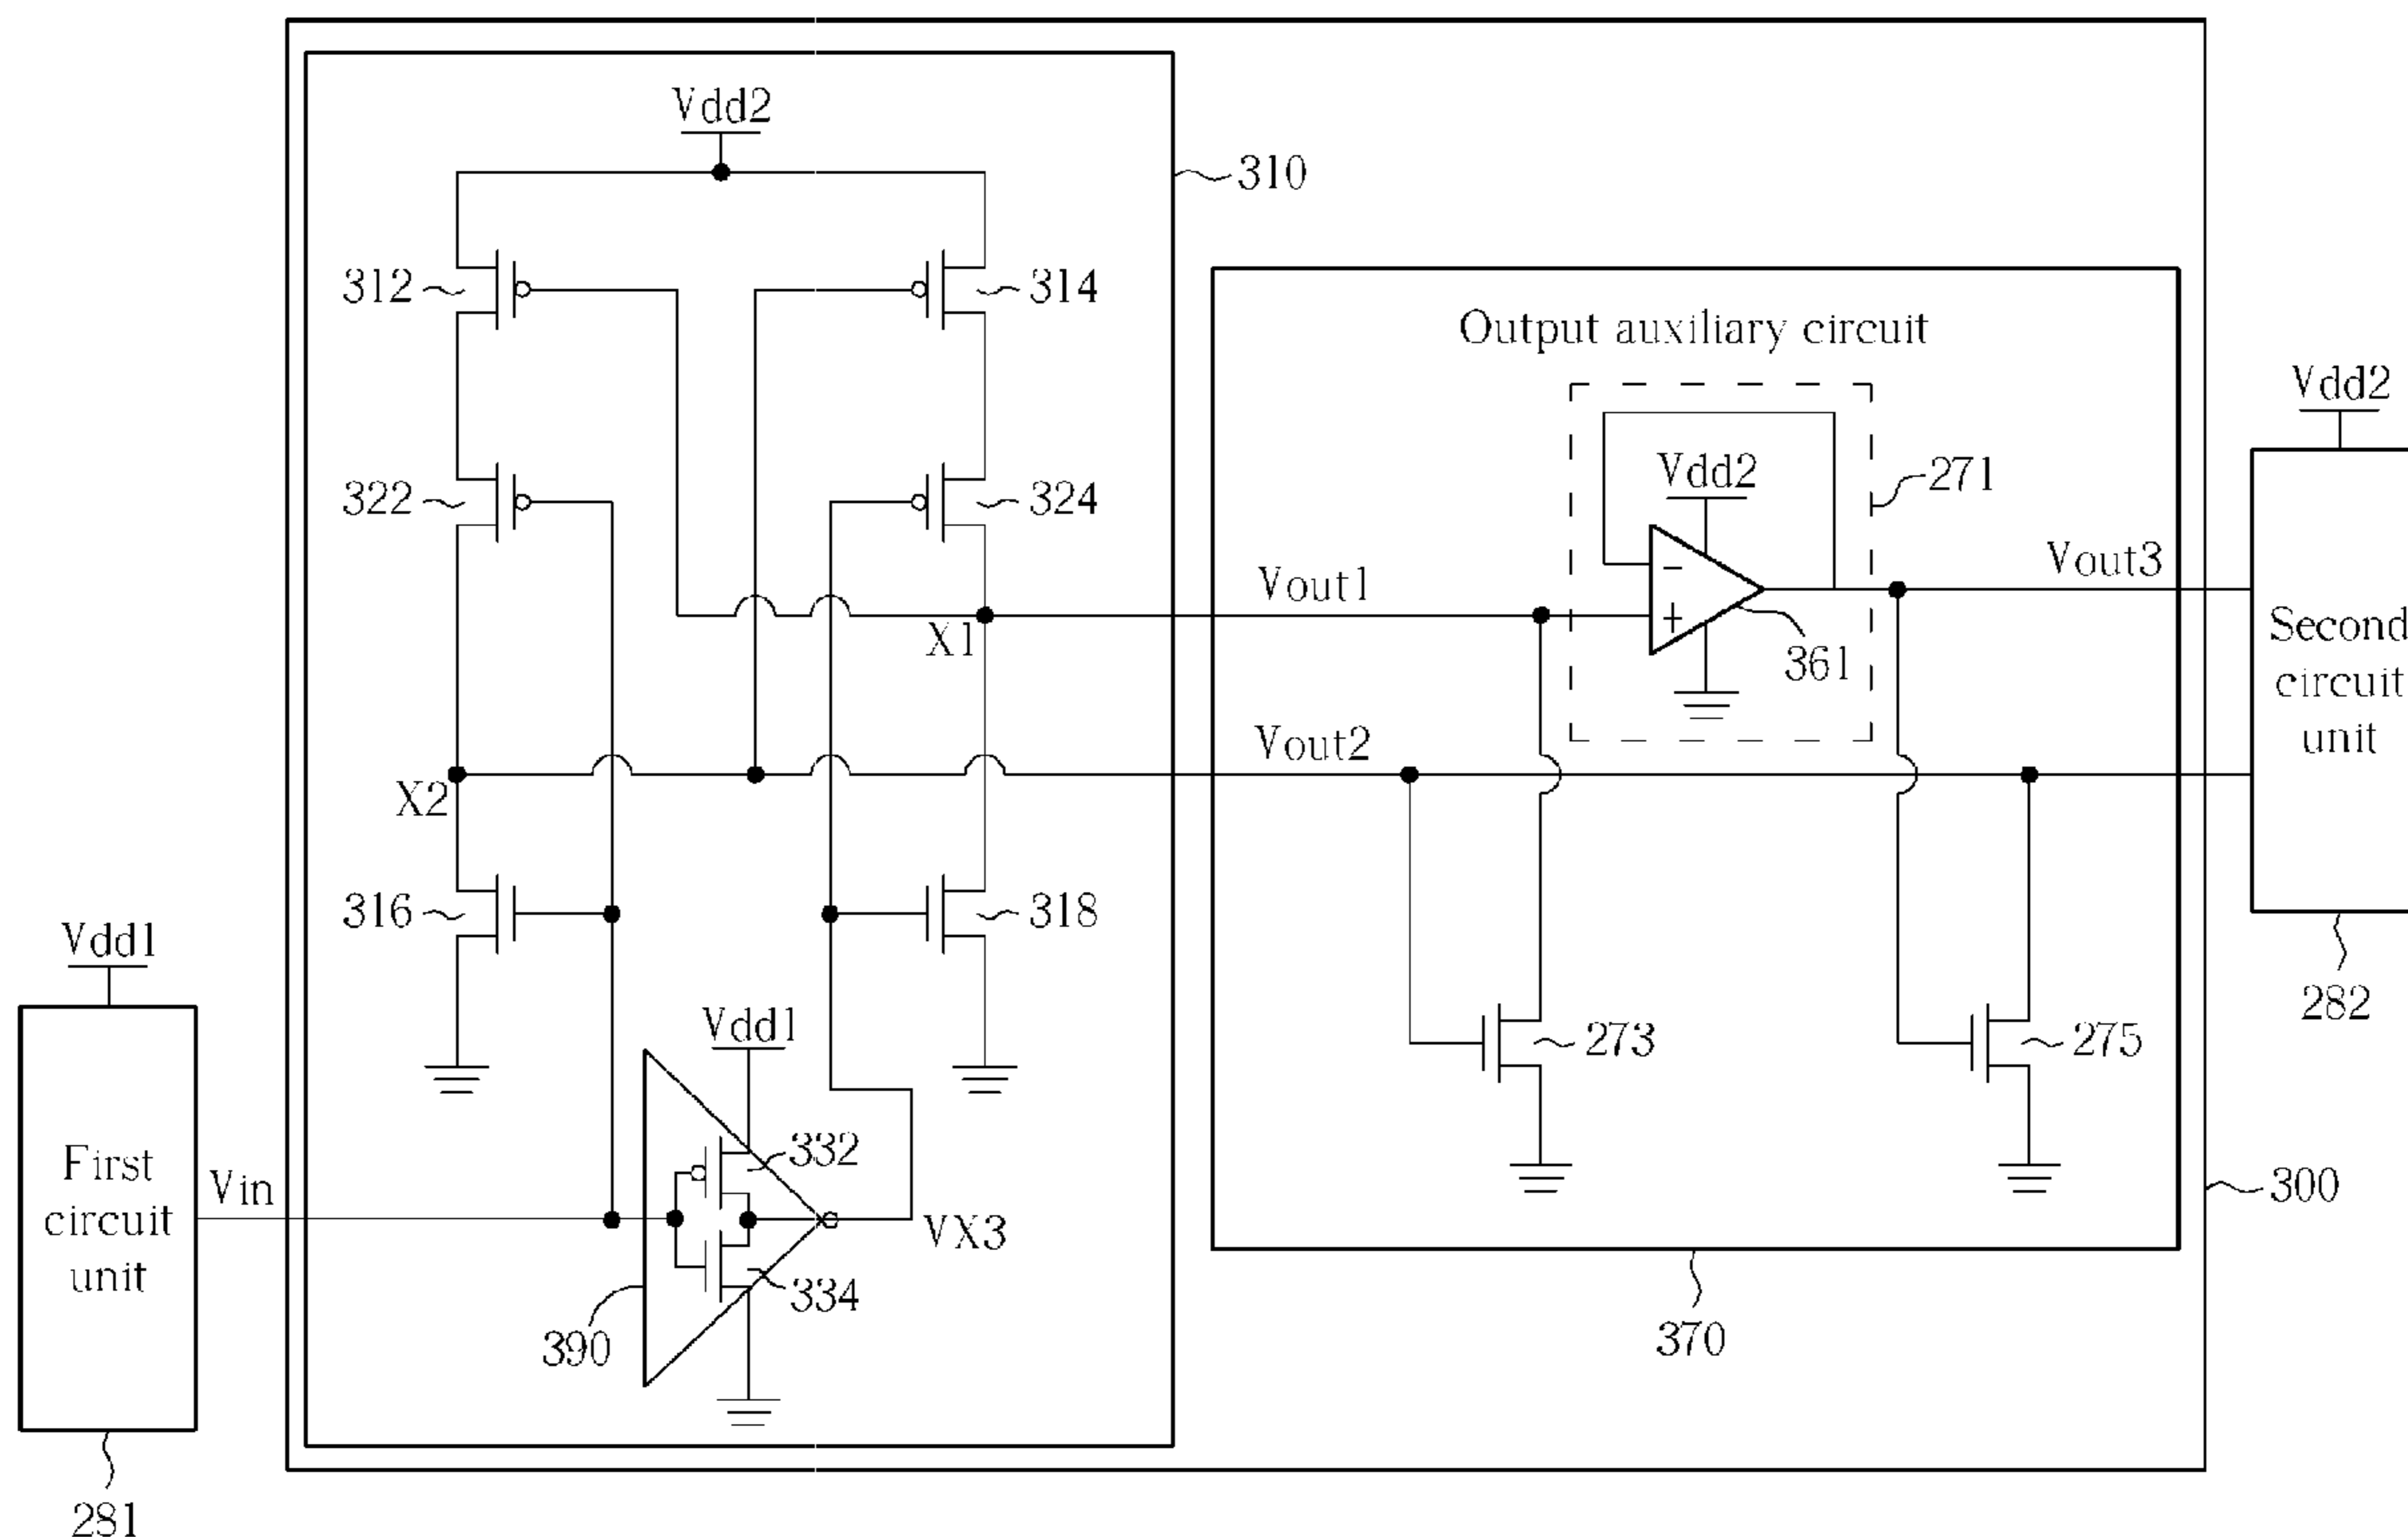 Vdd2
310
312
314
Output auxiliary circuit
Vdd2
322
324
Vdd2
271
Vout1
Vout3
X1
361
Second
circuit
unit
Vout2
X2
316
318
Vdd1
282
Vdd1
273
275
First
circuit
unit
Vin
332
VX3
334
300
390
370
281